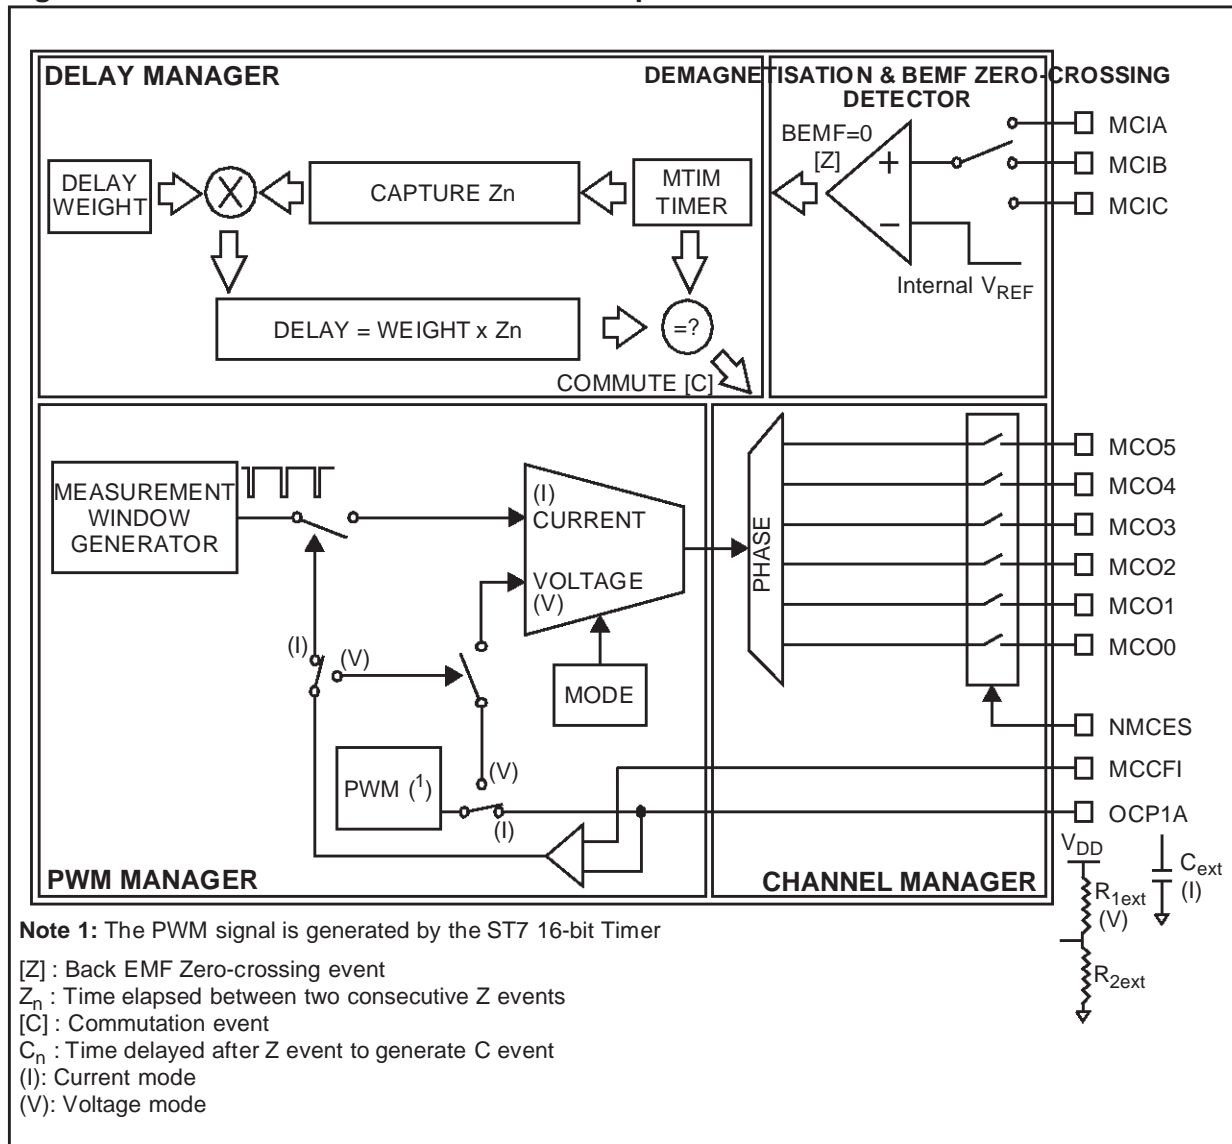 DELAY MANAGER
DEMAGNETISATION & BEMF ZERO-CROSSING
DETECTOR
BEMF=0
[Z]
+
−
Internal VREF
MCIA
MCIB
MCIC
DELAY
WEIGHT
X
CAPTURE Zn
MTIM
TIMER
DELAY = WEIGHT x Zn
=?
COMMUTE [C]
MEASUREMENT
WINDOW
GENERATOR
(I)
CURRENT
VOLTAGE
(V)
MODE
(I)
(V)
PWM (1)
(V)
(I)
PWM MANAGER
PHASE
CHANNEL MANAGER
MCO5
MCO4
MCO3
MCO2
MCO1
MCO0
NMCES
MCCFI
OCP1A
VDD
R1ext
(V)
R2ext
Cext
(I)
Note 1: The PWM signal is generated by the ST7 16-bit Timer
[Z] : Back EMF Zero-crossing event
Zn : Time elapsed between two consecutive Z events
[C] : Commutation event
Cn : Time delayed after Z event to generate C event
(I): Current mode
(V): Voltage mode